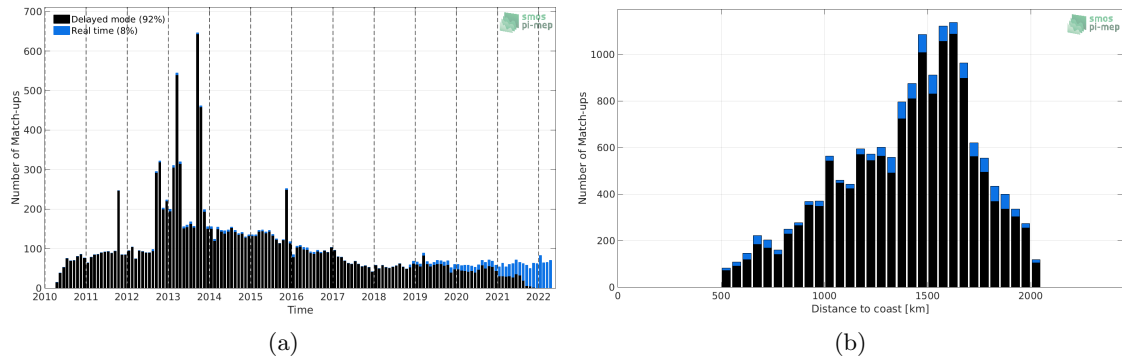 Delayed mode (92%)
Real time (8%)
smos
pi-mep
700
600
500
400
300
200
100
0
2010 2011 2012 2013 2014 2015 2016 2017 2018 2019 2020 2021 2022
Number of Match-ups
Time
(a)
smos
pi-mep
1000
800
600
400
200
0
0 500 1000 1500 2000
Number of Match-ups
Distance to coast [km]
(b)